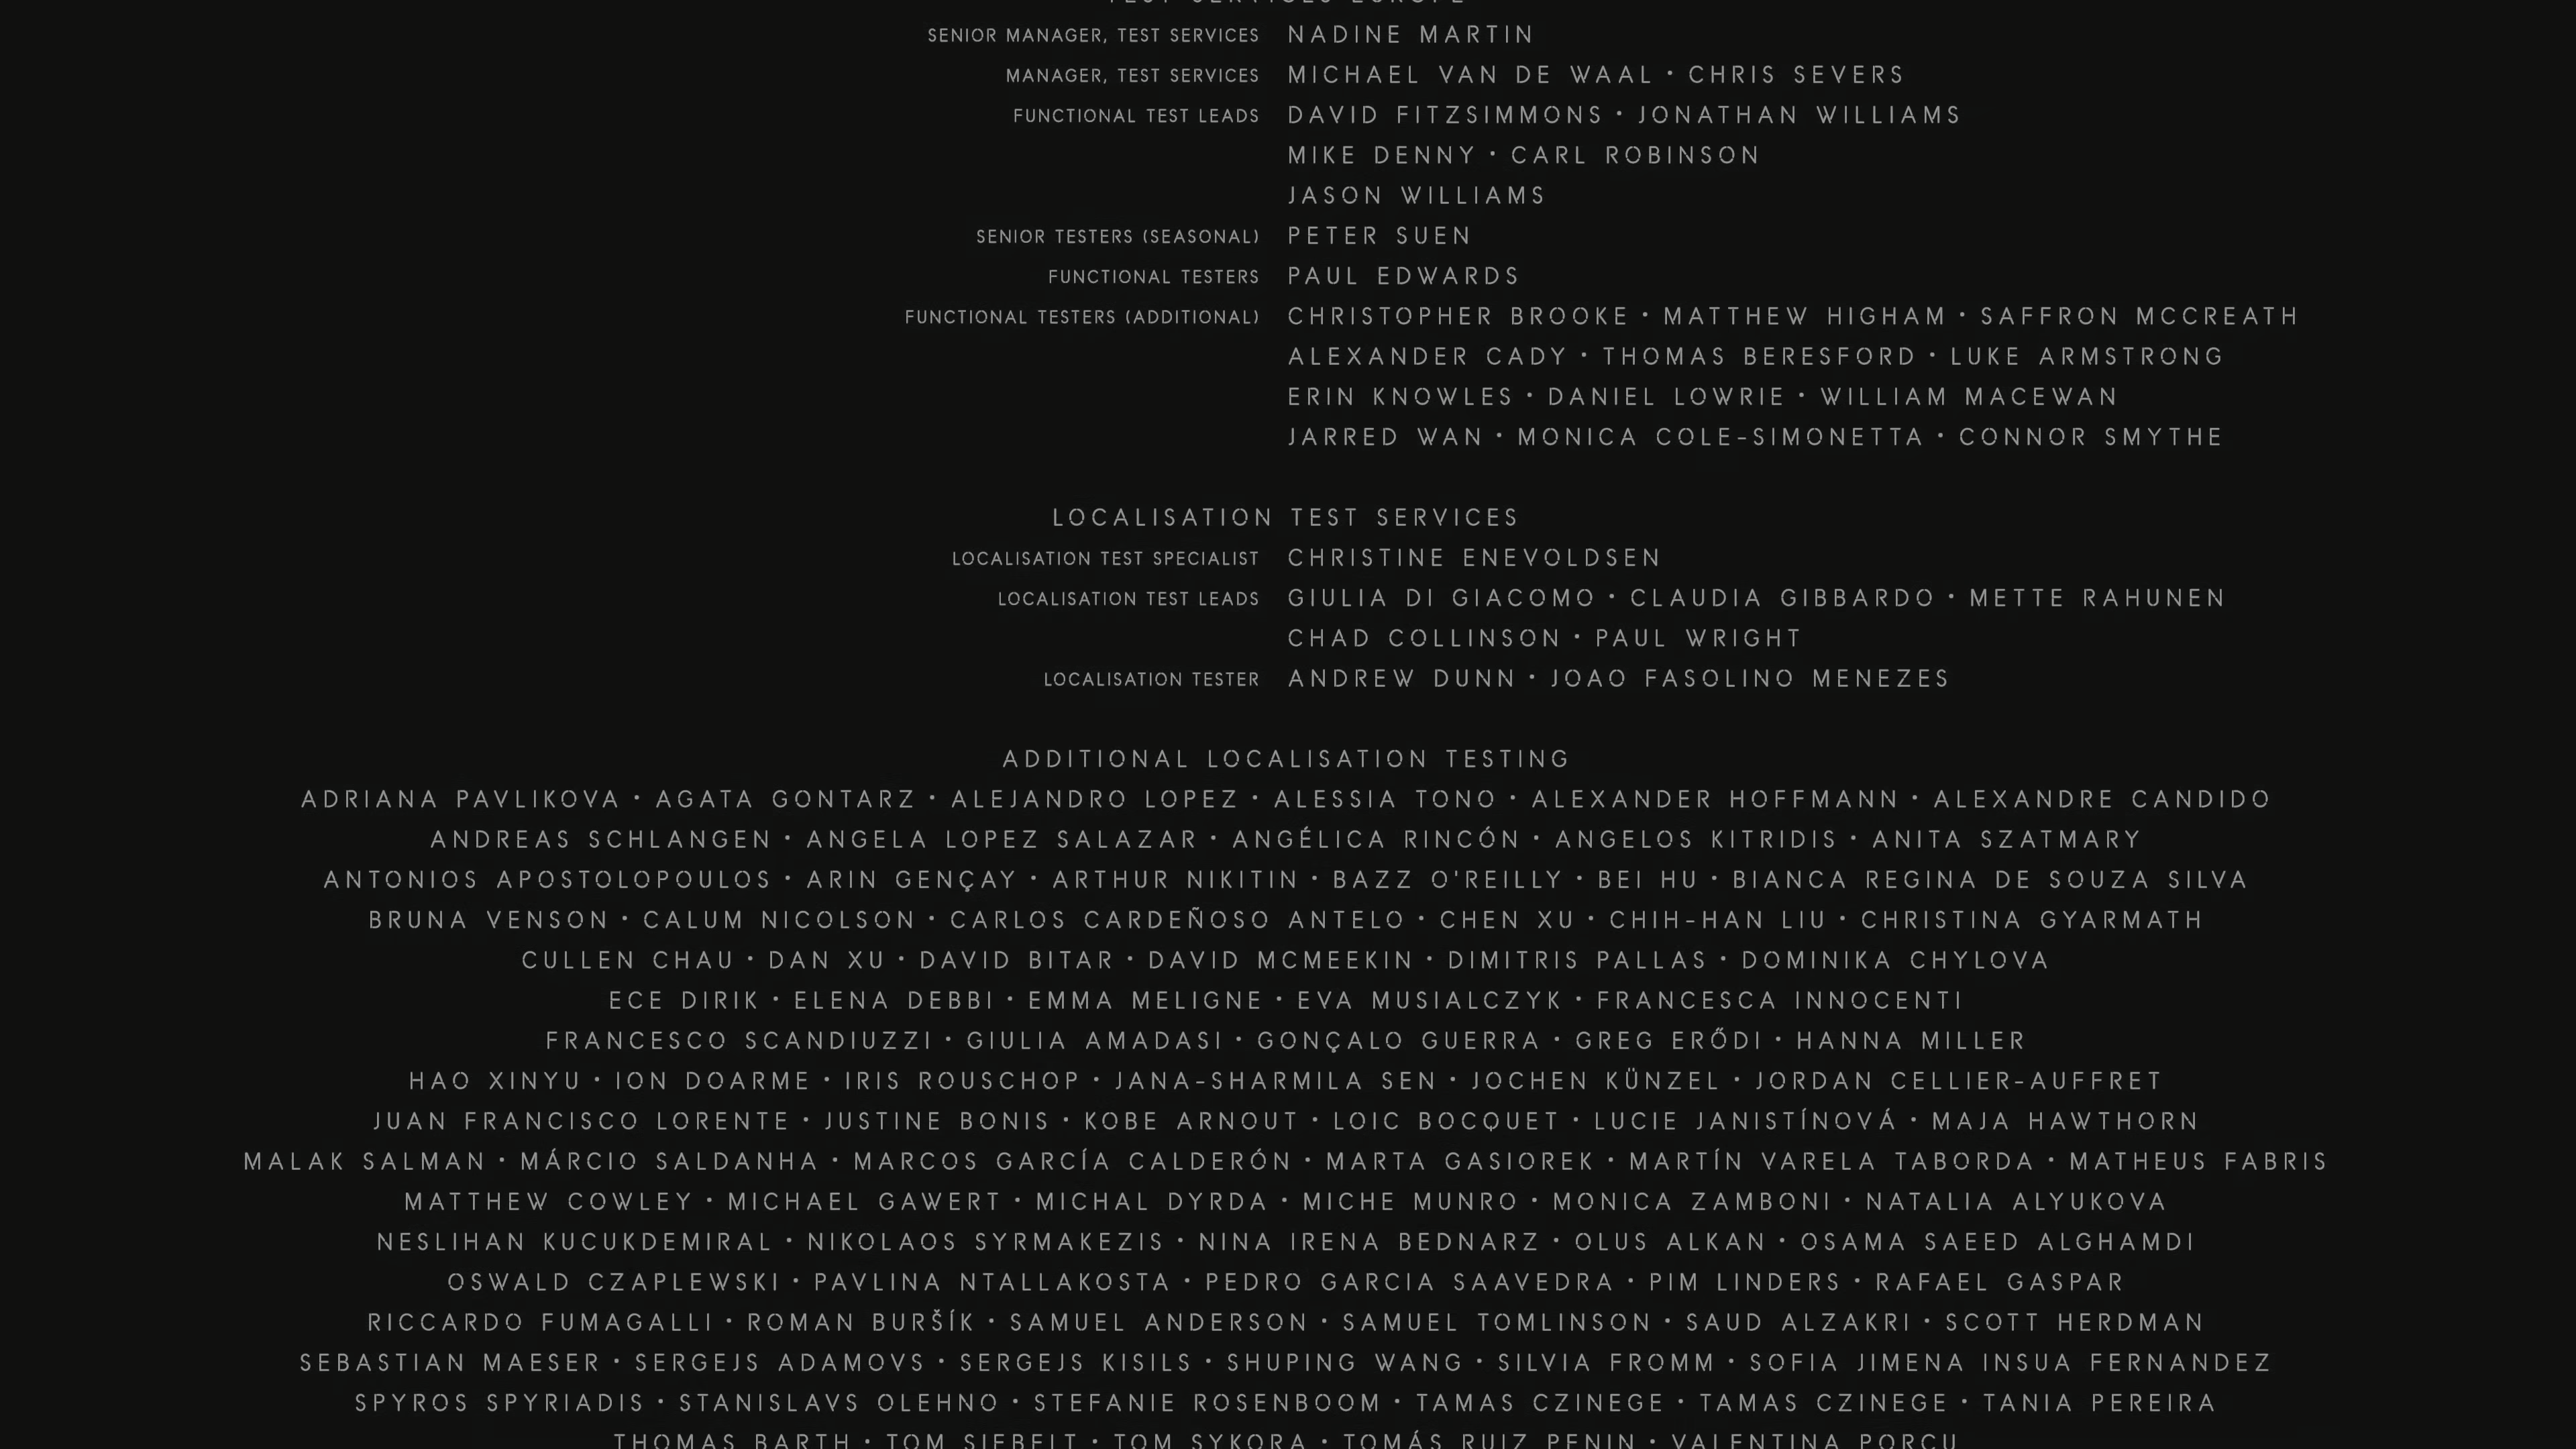 TEST SERVICES EUROPE
SENIOR MANAGER, TEST SERVICES NADINE MARTIN
MANAGER, TEST SERVICES MICHAEL VAN DE WAAL • CHRIS SEVERS
FUNCTIONAL TEST LEADS DAVID FITZSIMMONS • JONATHAN WILLIAMS
MIKE DENNY • CARL ROBINSON
JASON WILLIAMS
SENIOR TESTERS (SEASONAL) PETER SUEN
FUNCTIONAL TESTERS PAUL EDWARDS
FUNCTIONAL TESTERS (ADDITIONAL) CHRISTOPHER BROOKE • MATTHEW HIGHAM • SAFFRON MCCREATH
ALEXANDER CADY • THOMAS BERESFORD • LUKE ARMSTRONG
ERIN KNOWLES • DANIEL LOWRIE • WILLIAM MACEWAN
JARRED WAN • MONICA COLE-SIMONETTA • CONNOR SMYTHE
LOCALISATION TEST SERVICES
LOCALISATION TEST SPECIALIST CHRISTINE ENEVOLDSEN
LOCALISATION TEST LEADS GIULIA DI GIACOMO • CLAUDIA GIBBARDO • METTE RAHUNEN
CHAD COLLINSON • PAUL WRIGHT
LOCALISATION TESTER ANDREW DUNN • JOAO FASOLINO MENEZES
ADDITIONAL LOCALISATION TESTING
ADRIANA PAVLIKOVA • AGATA GONTARZ • ALEJANDRO LOPEZ • ALESSIA TONO • ALEXANDER HOFFMANN • ALEXANDRE CANDIDO
ANDREAS SCHLANGEN • ANGELA LOPEZ SALAZAR • ANGÉLICA RINCÓN • ANGELOS KITRIDIS • ANITA SZATMARY
ANTONIOS APOSTOLOPOULOS • ARIN GENÇAY • ARTHUR NIKITIN • BAZZ O'REILLY • BEI HU • BIANCA REGINA DE SOUZA SILVA
BRUNA VENSON • CALUM NICOLSON • CARLOS CARDEÑOSO ANTELO • CHEN XU • CHIH-HAN LIU • CHRISTINA GYARMATH
CULLEN CHAU • DAN XU • DAVID BITAR • DAVID MCMEEKIN • DIMITRIS PALLAS • DOMINIKA CHYLOVA
ECE DIRIK • ELENA DEBBI • EMMA MELIGNE • EVA MUSIALCZYK • FRANCESCA INNOCENTI
FRANCESCO SCANDIUZZI • GIULIA AMADASI • GONÇALO GUERRA • GREG ERŐDI • HANNA MILLER
HAO XINYU • ION DOARME • IRIS ROUSCHOP • JANA-SHARMILA SEN • JOCHEN KÜNZEL • JORDAN CELLIER-AUFFRET
JUAN FRANCISCO LORENTE • JUSTINE BONIS • KOBE ARNOUT • LOIC BOCQUET • LUCIE JANISTÍNOVÁ • MAJA HAWTHORN
MALAK SALMAN • MÁRCIO SALDANHA • MARCOS GARCÍA CALDERÓN • MARTA GASIOREK • MARTÍN VARELA TABORDA • MATHEUS FABRIS
MATTHEW COWLEY • MICHAEL GAWERT • MICHAL DYRDA • MICHE MUNRO • MONICA ZAMBONI • NATALIA ALYUKOVA
NESLIHAN KUCUKDEMIRAL • NIKOLAOS SYRMAKEZIS • NINA IRENA BEDNARZ • OLUS ALKAN • OSAMA SAEED ALGHAMDI
OSWALD CZAPLEWSKI • PAVLINA NTALLAKOSTA • PEDRO GARCIA SAAVEDRA • PIM LINDERS • RAFAEL GASPAR
RICCARDO FUMAGALLI • ROMAN BURŠÍK • SAMUEL ANDERSON • SAMUEL TOMLINSON • SAUD ALZAKRI • SCOTT HERDMAN
SEBASTIAN MAESER • SERGEJS ADAMOVS • SERGEJS KISILS • SHUPING WANG • SILVIA FROMM • SOFIA JIMENA INSUA FERNANDEZ
SPYROS SPYRIADIS • STANISLAVS OLEHNO • STEFANIE ROSENBOOM • TAMAS CZINEGE • TAMAS CZINEGE • TANIA PEREIRA
THOMAS BARTH • TOM SIEBELT • TOM SYKORA • TOMÁS RUIZ PENIN • VALENTINA PORCU